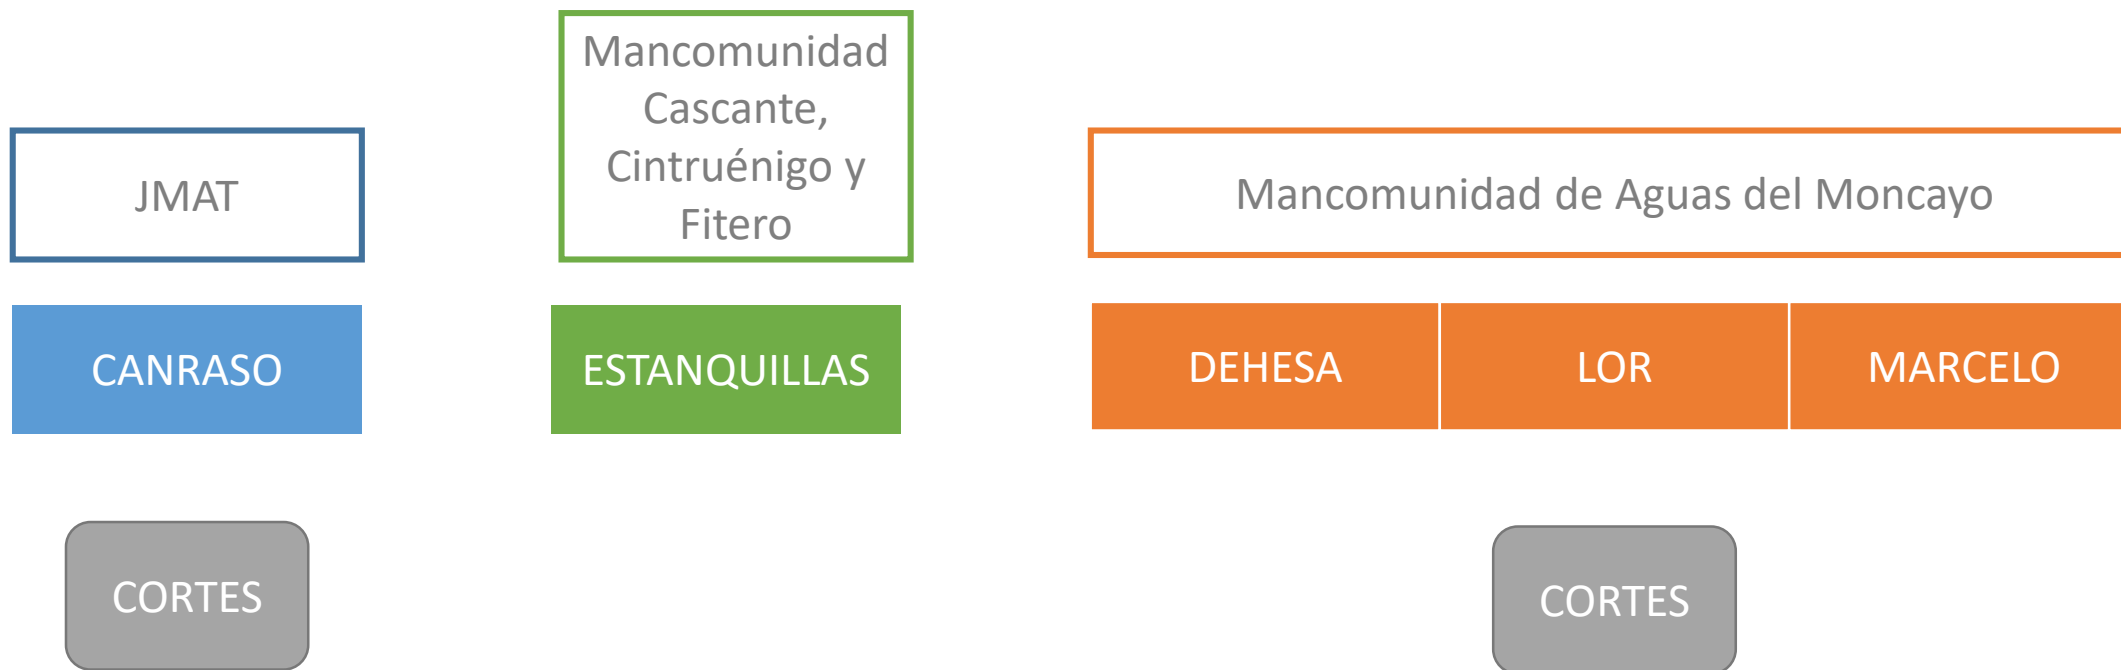 JMAT
Mancomunidad
Cascante,
Cintruénigo y
Fitero
Mancomunidad de Aguas del Moncayo
CANRASO
ESTANQUILLAS
DEHESA
LOR
MARCELO
CORTES
CORTES